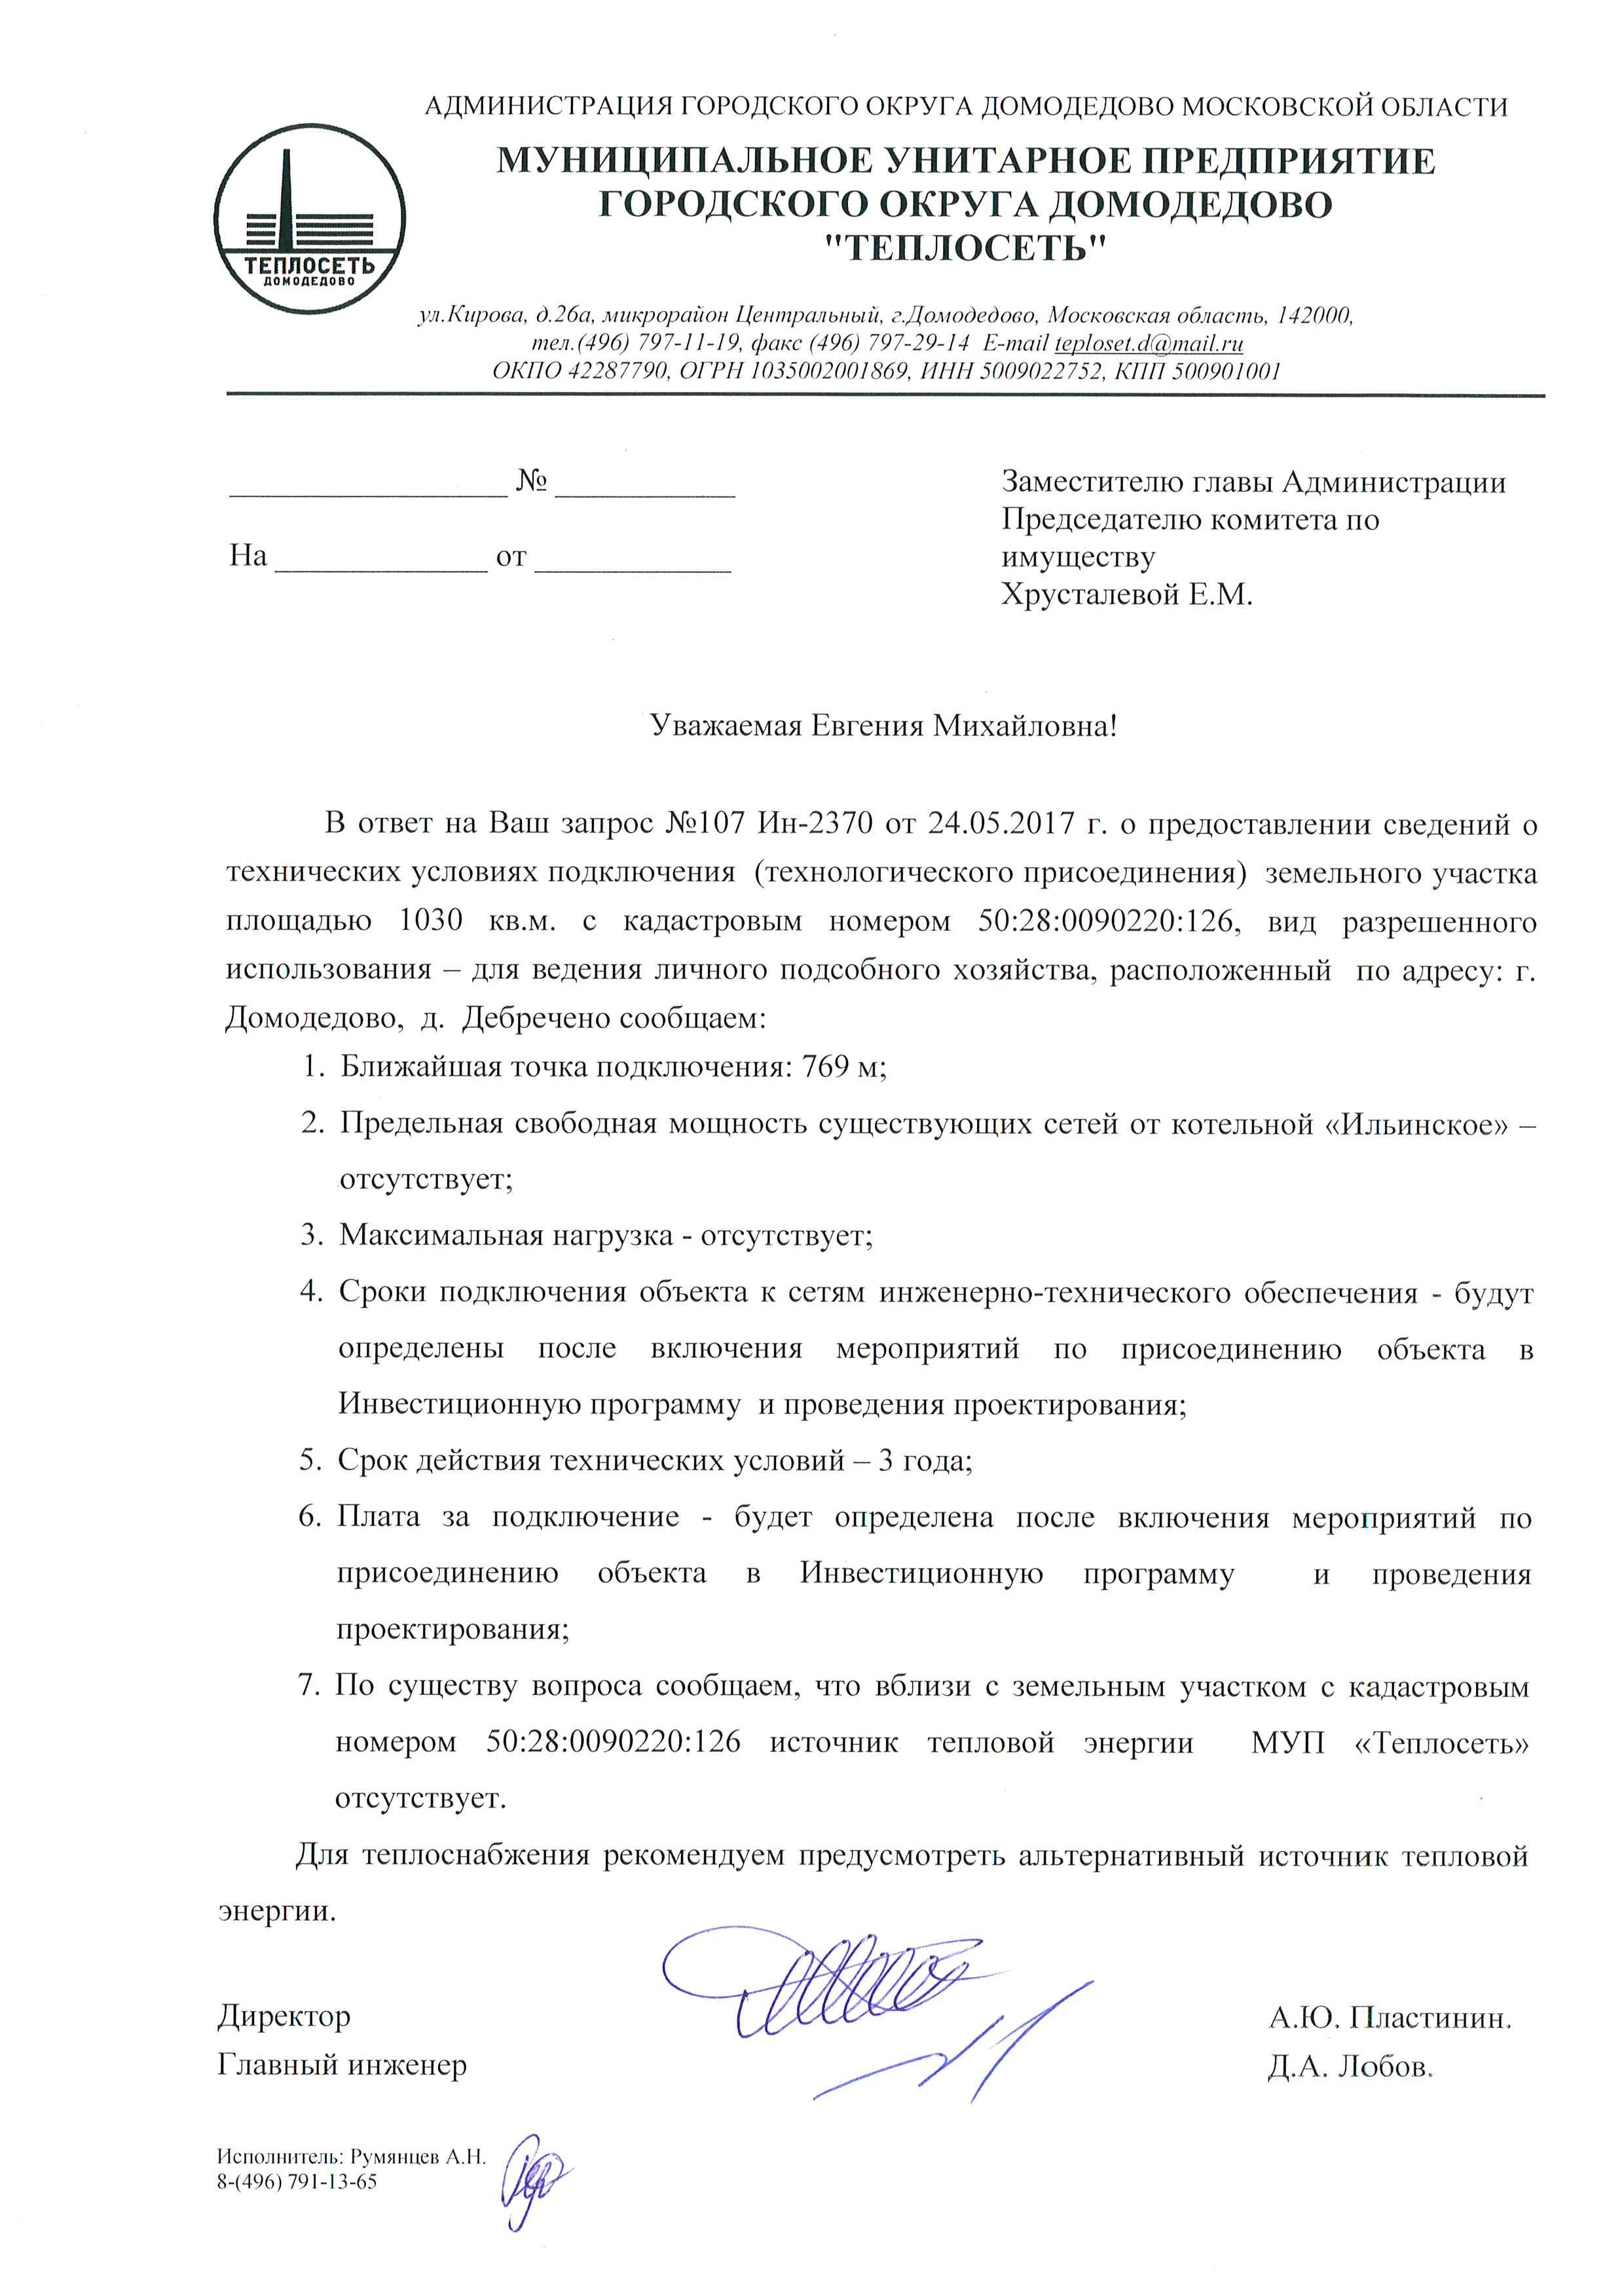 АДМИНИСТРАЦИЯ ГОРОДСКОГО ОКРУГА ДОМОДЕДОВО МОСКОВСКОЙ ОБЛАСТИ
МУНИЦИПАЛЬНОЕ УНИТАРНОЕ ПРЕДПРИЯТИЕ
ГОРОДСКОГО ОКРУГА ДОМОДЕДОВО
"ТЕПЛОСЕТЬ"
ТЕПЛОСЕТЬ
ДОМОДЕДОВО
ул.Кирова, д.26а, микрорайон Центральный, г.Домодедово, Московская область, 142000,
тел.(496) 797-11-19, факс (496) 797-29-14 E-mail teploset.d@mail.ru
ОКПО 42287790, ОГРН 1035002001869, ИНН 5009022752, КПП 500901001
_________________ № ___________
На _____________ от ____________
Заместителю главы Администрации
Председателю комитета по
имуществу
Хрусталевой Е.М.
Уважаемая Евгения Михайловна!
В ответ на Ваш запрос №107 Ин-2370 от 24.05.2017 г. о предоставлении сведений о
технических условиях подключения (технологического присоединения) земельного участка
площадью 1030 кв.м. с кадастровым номером 50:28:0090220:126, вид разрешенного
использования – для ведения личного подсобного хозяйства, расположенный по адресу: г.
Домодедово, д. Дебречено сообщаем:
1. Ближайшая точка подключения: 769 м;
2. Предельная свободная мощность существующих сетей от котельной «Ильинское» –
отсутствует;
3. Максимальная нагрузка - отсутствует;
4. Сроки подключения объекта к сетям инженерно-технического обеспечения - будут
определены после включения мероприятий по присоединению объекта в
Инвестиционную программу и проведения проектирования;
5. Срок действия технических условий – 3 года;
6. Плата за подключение - будет определена после включения мероприятий по
присоединению объекта в Инвестиционную программу и проведения
проектирования;
7. По существу вопроса сообщаем, что вблизи с земельным участком с кадастровым
номером 50:28:0090220:126 источник тепловой энергии МУП «Теплосеть»
отсутствует.
Для теплоснабжения рекомендуем предусмотреть альтернативный источник тепловой
энергии.
Директор А.Ю. Пластинин.
Главный инженер Д.А. Лобов.
Исполнитель: Румянцев А.Н.
8-(496) 791-13-65